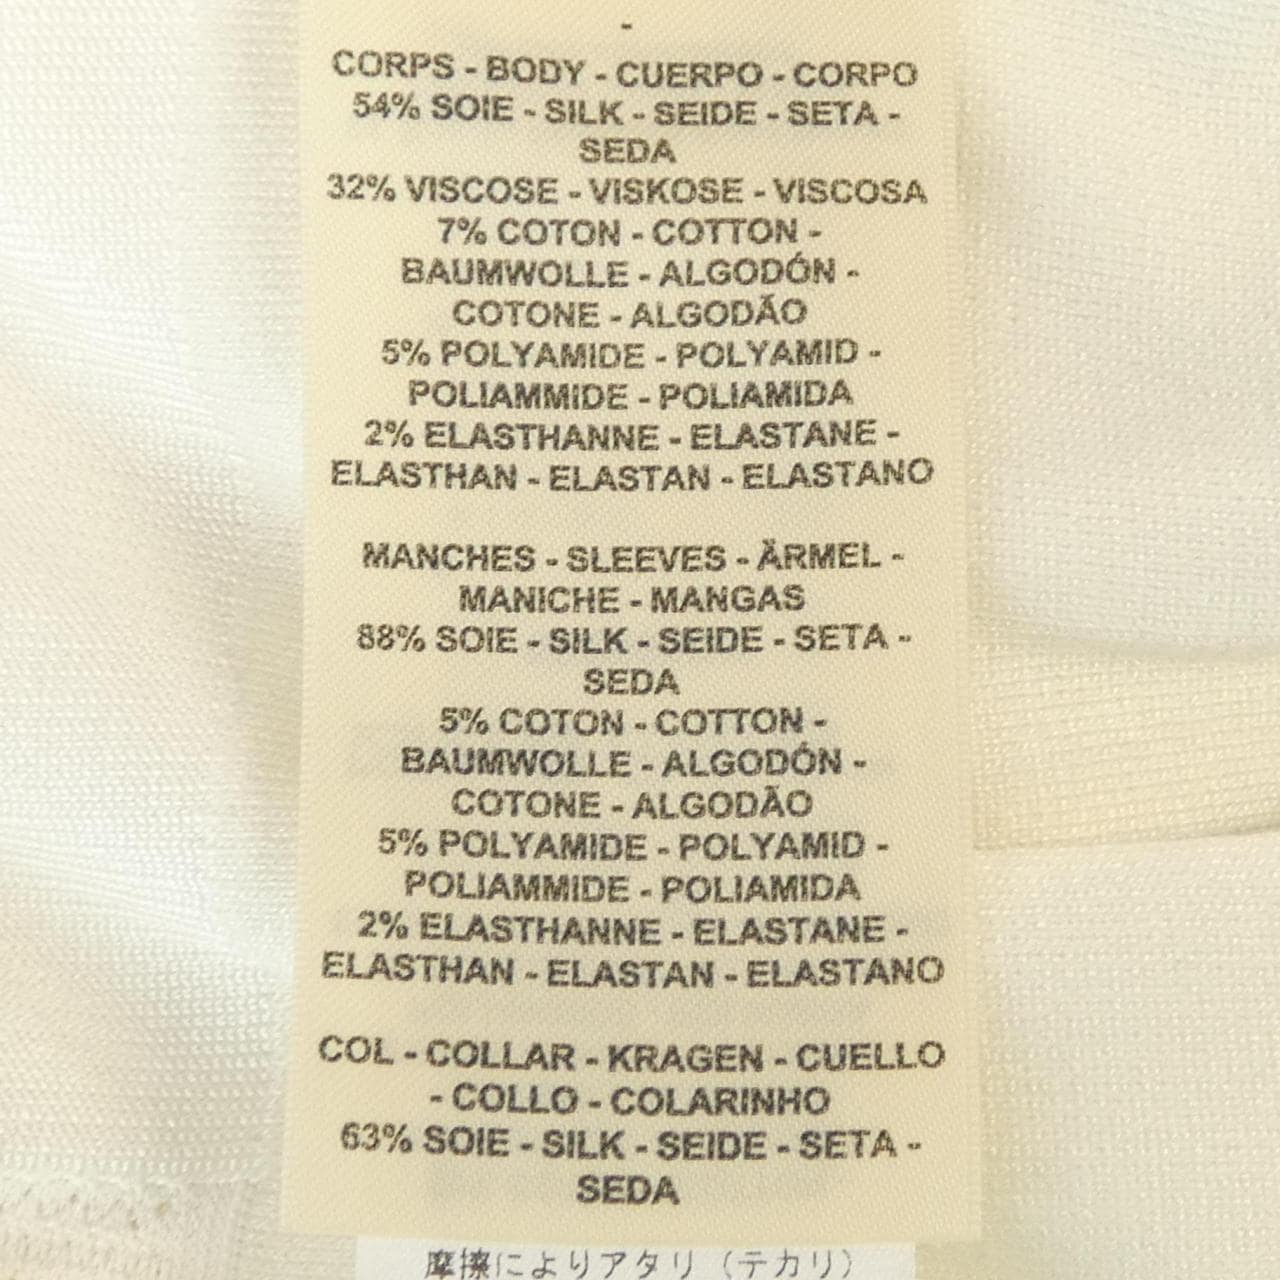 -
CORPS - BODY - CUERPO - CORPO
54% SOIE - SILK - SEIDE - SETA -
SEDA
32% VISCOSE - VISKOSE - VISCOSA
7% COTON - COTTON -
BAUMWOLLE - ALGODÓN -
COTONE - ALGODÃO
5% POLYAMIDE - POLYAMID -
POLIAMMIDE - POLIAMIDA
2% ELASTHANNE - ELASTANE -
ELASTHAN - ELASTAN - ELASTANO
MANCHES - SLEEVES - ÄRMEL -
MANICHE - MANGAS
88% SOIE - SILK - SEIDE - SETA -
SEDA
5% COTON - COTTON -
BAUMWOLLE - ALGODÓN -
COTONE - ALGODÃO
5% POLYAMIDE - POLYAMID -
POLIAMMIDE - POLIAMIDA
2% ELASTHANNE - ELASTANE -
ELASTHAN - ELASTAN - ELASTANO
COL - COLLAR - KRAGEN - CUELLO
- COLLO - COLARINHO
63% SOIE - SILK - SEIDE - SETA -
SEDA
摩擦によりアタリ（テカリ）